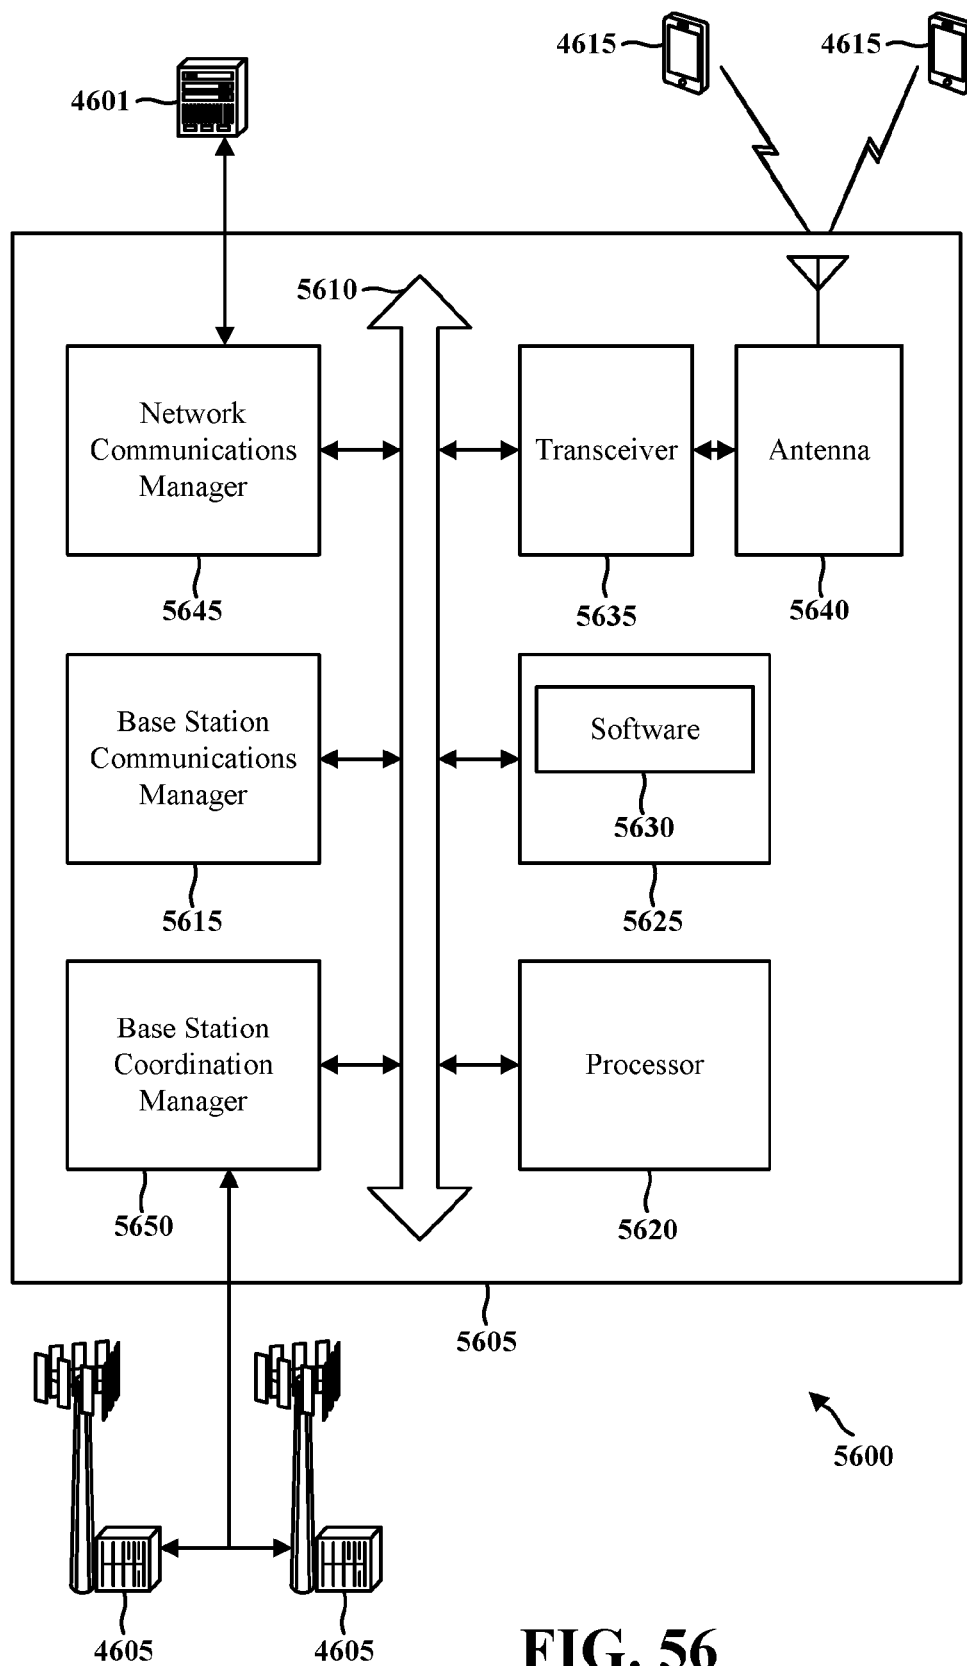 4601
4615
4615
5610
Network
Communications
Manager
5645
Transceiver
5635
Antenna
5640
Base Station
Communications
Manager
5615
Software
5630
5625
Base Station
Coordination
Manager
5650
Processor
5620
5605
5600
4605
4605
FIG. 56